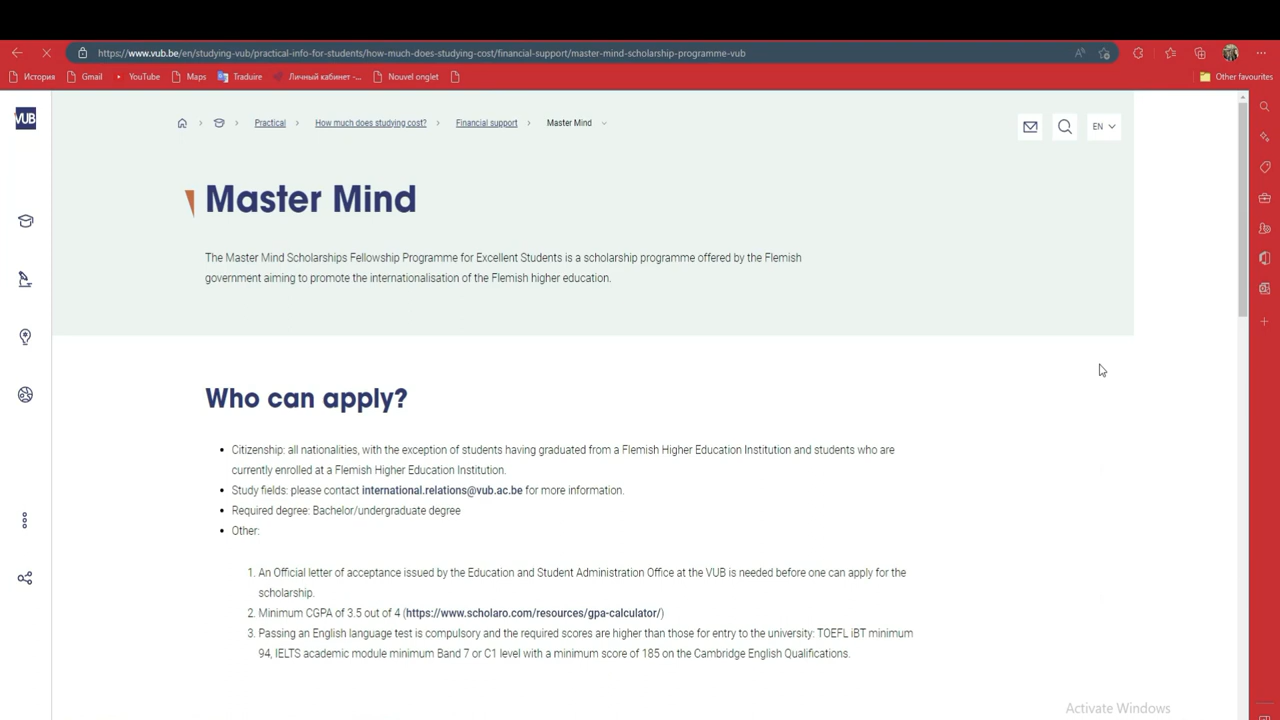 https://www.vub.be/en/studying-vub/practical-info-for-students/how-much-does-studying-cost/financial-support/master-mind-scholarship-programme-vub
История Gmail YouTube Maps Traduire Личный кабинет -... Nouvel onglet Other favourites
VUB
Practical How much does studying cost? Financial support Master Mind
EN
Master Mind
The Master Mind Scholarships Fellowship Programme for Excellent Students is a scholarship programme offered by the Flemish
government aiming to promote the internationalisation of the Flemish higher education.
Who can apply?
• Citizenship: all nationalities, with the exception of students having graduated from a Flemish Higher Education Institution and students who are
currently enrolled at a Flemish Higher Education Institution.
• Study fields: please contact international.relations@vub.ac.be for more information.
• Required degree: Bachelor/undergraduate degree
• Other:
1. An Official letter of acceptance issued by the Education and Student Administration Office at the VUB is needed before one can apply for the
scholarship.
2. Minimum CGPA of 3.5 out of 4 (https://www.scholaro.com/resources/gpa-calculator/)
3. Passing an English language test is compulsory and the required scores are higher than those for entry to the university: TOEFL iBT minimum
94, IELTS academic module minimum Band 7 or C1 level with a minimum score of 185 on the Cambridge English Qualifications.
Activate Windows